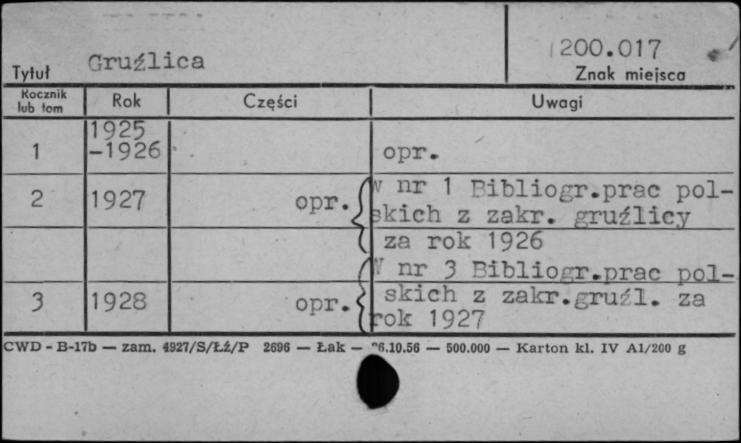 Tytuł Gruźlica 200.017
Znak miejsca
Rocznik lub tom Rok Części Uwagi
1 1925 -1926 opr.
2 1927 opr. W nr 1 Bibliogr.prac pol-
skich z zakr. gruźlicy
za rok 1926
W nr 3 Bibliogr.prac pol-
3 1928 opr. skich z zakr.gruźl. za
rok 1927
CWD - B-17b — zam. 4927/S/Łź/P 2696 — Łak — 6.10.56 — 500.000 — Karton kl. IV A1/200 g